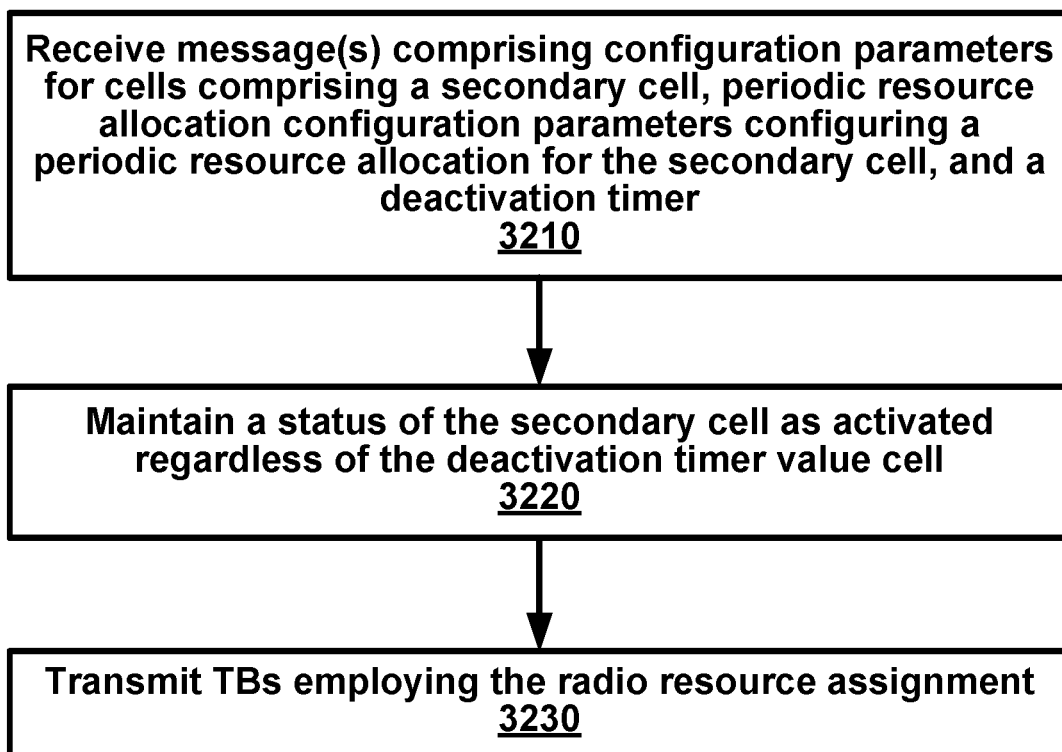 Receive message(s) comprising configuration parameters
for cells comprising a secondary cell, periodic resource
allocation configuration parameters configuring a
periodic resource allocation for the secondary cell, and a
deactivation timer
3210
Maintain a status of the secondary cell as activated
regardless of the deactivation timer value cell
3220
Transmit TBs employing the radio resource assignment
3230